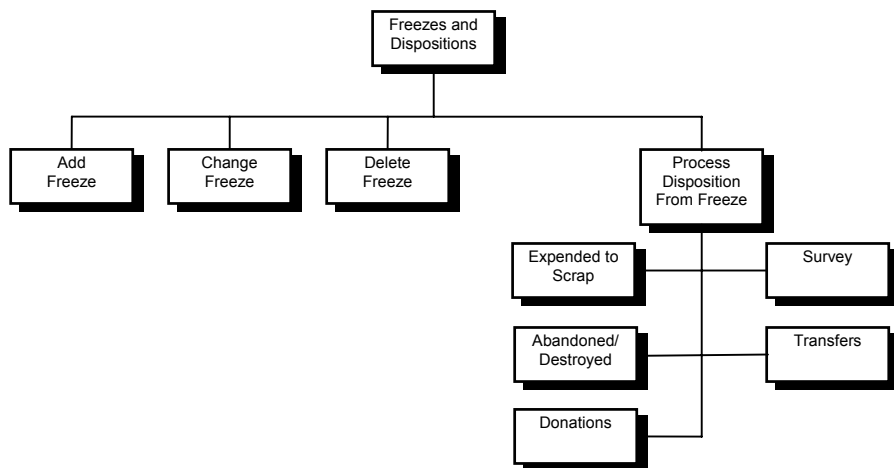 Freezes and
Dispositions
Add
Freeze
Change
Freeze
Delete
Freeze
Process
Disposition
From Freeze
Expended to
Scrap
Survey
Abandoned/
Destroyed
Transfers
Donations